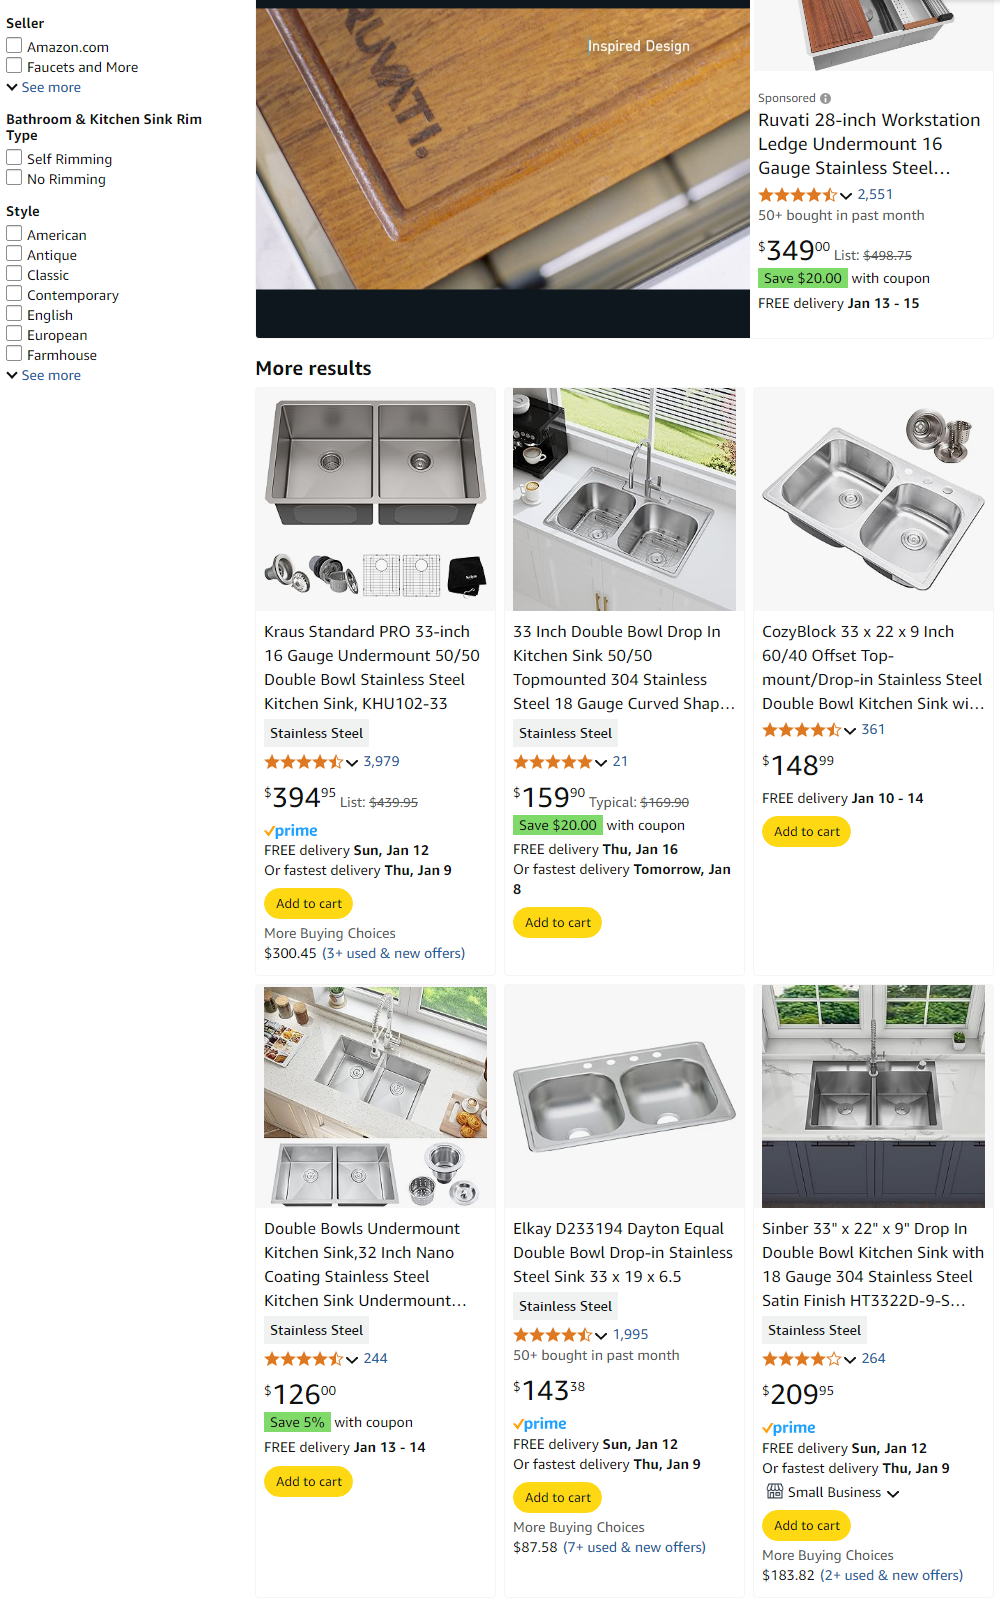 Seller
Amazon.com
Faucets and More
See more
Bathroom & Kitchen Sink Rim
Type
Self Rimming
No Rimming
Style
American
Antique
Classic
Contemporary
English
European
Farmhouse
See more
RUVATI
Inspired Design
Sponsored
Ruvati 28-inch Workstation
Ledge Undermount 16
Gauge Stainless Steel…
2,551
50+ bought in past month
$349.00 List: $498.75
Save $20.00 with coupon
FREE delivery Jan 13 - 15
More results
Kraus Standard PRO 33-inch
16 Gauge Undermount 50/50
Double Bowl Stainless Steel
Kitchen Sink, KHU102-33
Stainless Steel
3,979
$394.95 List: $439.95
prime
FREE delivery Sun, Jan 12
Or fastest delivery Thu, Jan 9
Add to cart
More Buying Choices
$300.45 (3+ used & new offers)
33 Inch Double Bowl Drop In
Kitchen Sink 50/50
Topmounted 304 Stainless
Steel 18 Gauge Curved Shap…
Stainless Steel
21
$159.90 Typical: $169.90
Save $20.00 with coupon
FREE delivery Thu, Jan 16
Or fastest delivery Tomorrow, Jan
8
Add to cart
CozyBlock 33 x 22 x 9 Inch
60/40 Offset Top-
mount/Drop-in Stainless Steel
Double Bowl Kitchen Sink wi…
361
$148.99
FREE delivery Jan 10 - 14
Add to cart
Double Bowls Undermount
Kitchen Sink,32 Inch Nano
Coating Stainless Steel
Kitchen Sink Undermount…
Stainless Steel
244
$126.00
Save 5% with coupon
FREE delivery Jan 13 - 14
Add to cart
Elkay D233194 Dayton Equal
Double Bowl Drop-in Stainless
Steel Sink 33 x 19 x 6.5
Stainless Steel
1,995
50+ bought in past month
$143.38
prime
FREE delivery Sun, Jan 12
Or fastest delivery Thu, Jan 9
Add to cart
More Buying Choices
$87.58 (7+ used & new offers)
Sinber 33" x 22" x 9" Drop In
Double Bowl Kitchen Sink with
18 Gauge 304 Stainless Steel
Satin Finish HT3322D-9-S…
Stainless Steel
264
$209.95
prime
FREE delivery Sun, Jan 12
Or fastest delivery Thu, Jan 9
Small Business
Add to cart
More Buying Choices
$183.82 (2+ used & new offers)